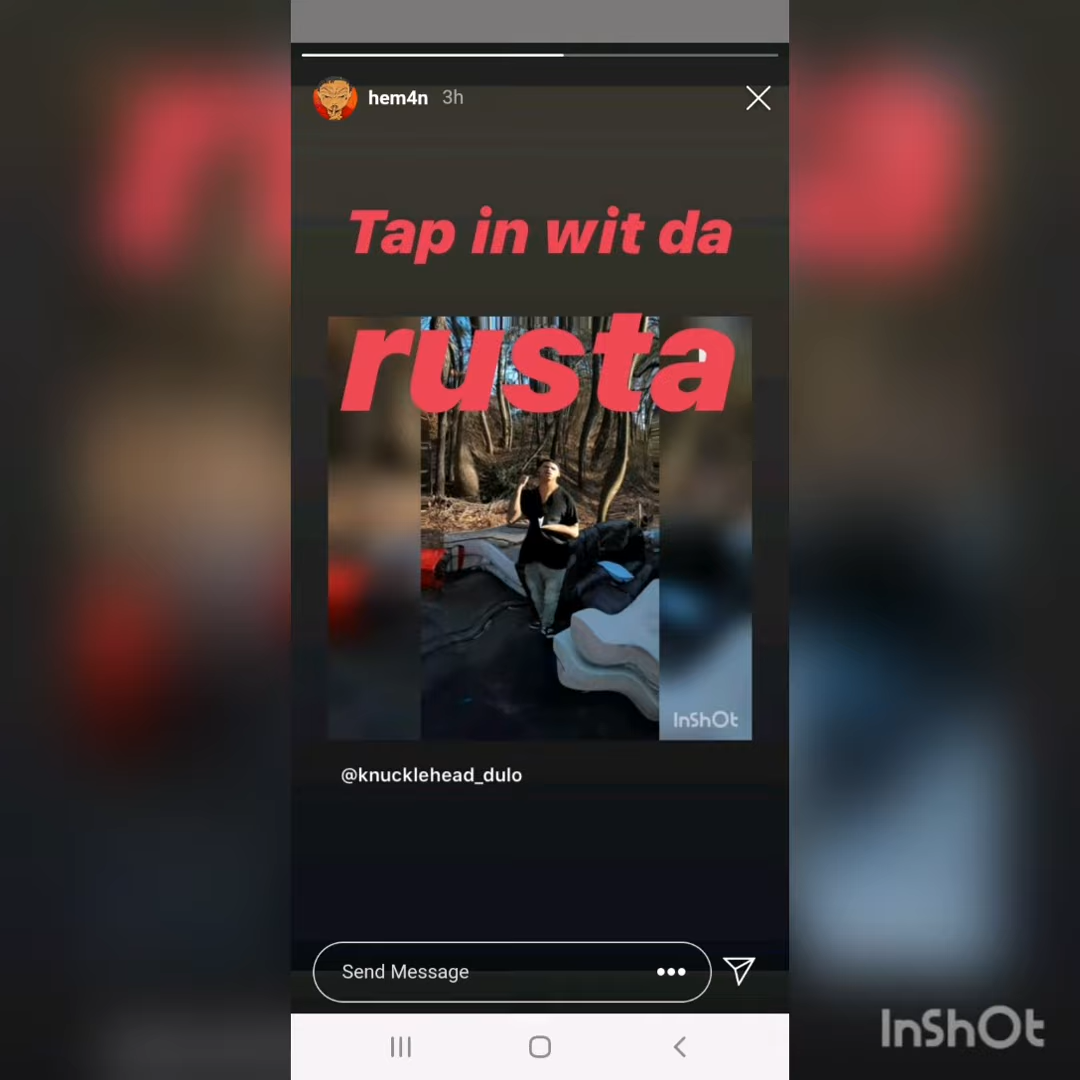 hem4n 3h
Tap in wit da
rusta
InShOt
@knucklehead_dulo
Send Message
InShOt